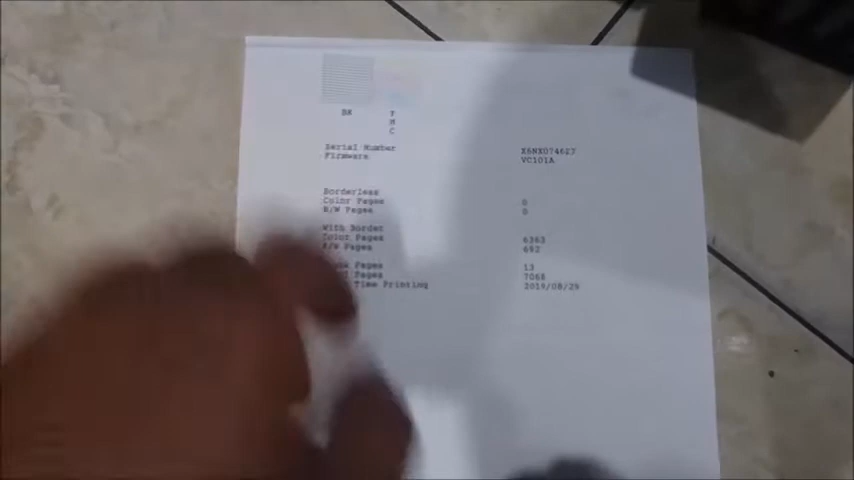 BK Y
M
C
Serial Number X6NX074627
Firmware VC101A
Borderless
Color Pages 0
B/W Pages 0
With Border
Color Pages 6363
B/W Pages 692
Pages 13
Pages 7068
Time Printing 2019/08/29